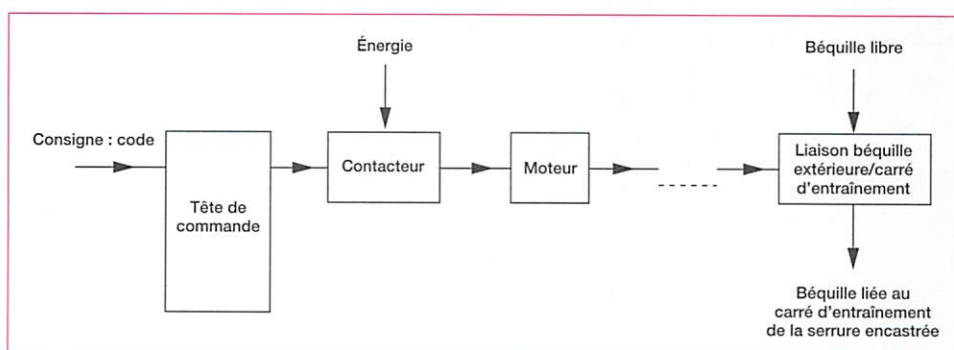 Énergie
Béquille libre
Consigne : code
Tête de
commande
Contacteur
Moteur
Liaison béquille
extérieure/carré
d'entraînement
Béquille liée au
carré d'entraînement
de la serrure encastrée